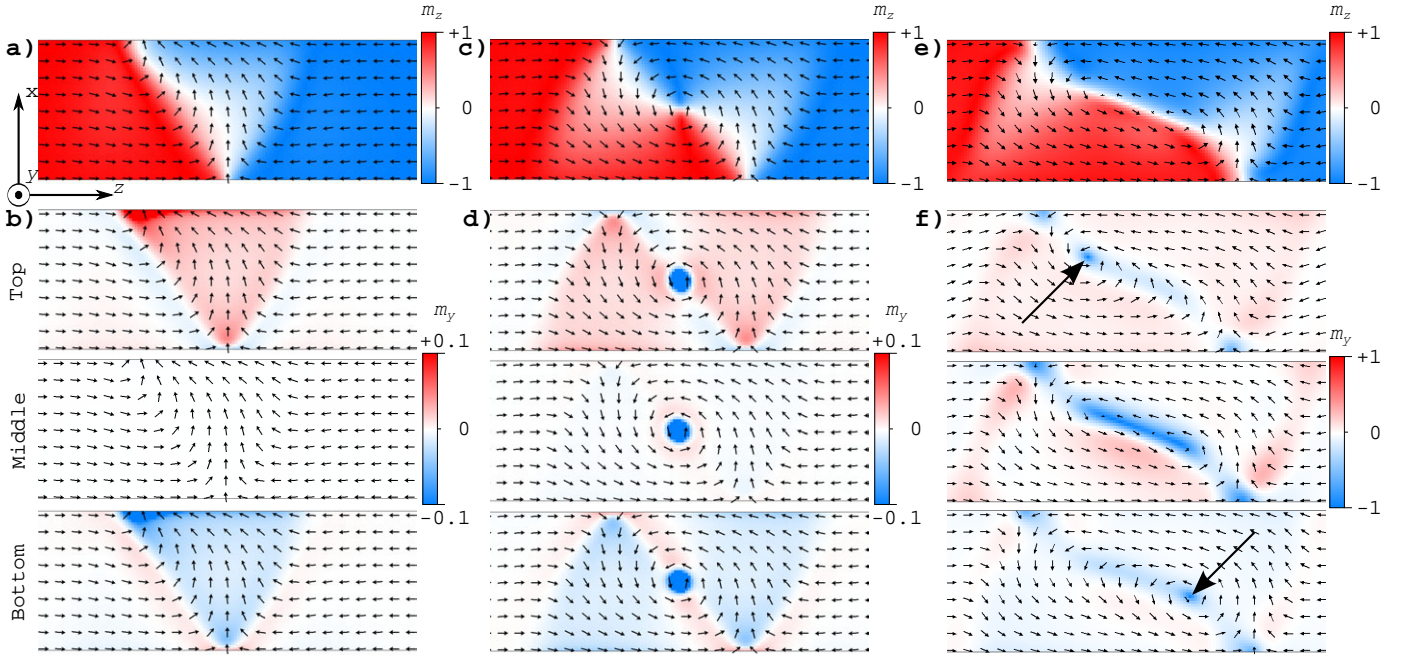 a)
x
y
z
m_z
+1
0
-1
c)
m_z
+1
0
-1
e)
m_z
+1
0
-1
b)
Top
Middle
Bottom
m_y
+0.1
0
-0.1
d)
m_y
+0.1
0
-0.1
f)
m_y
+1
0
-1